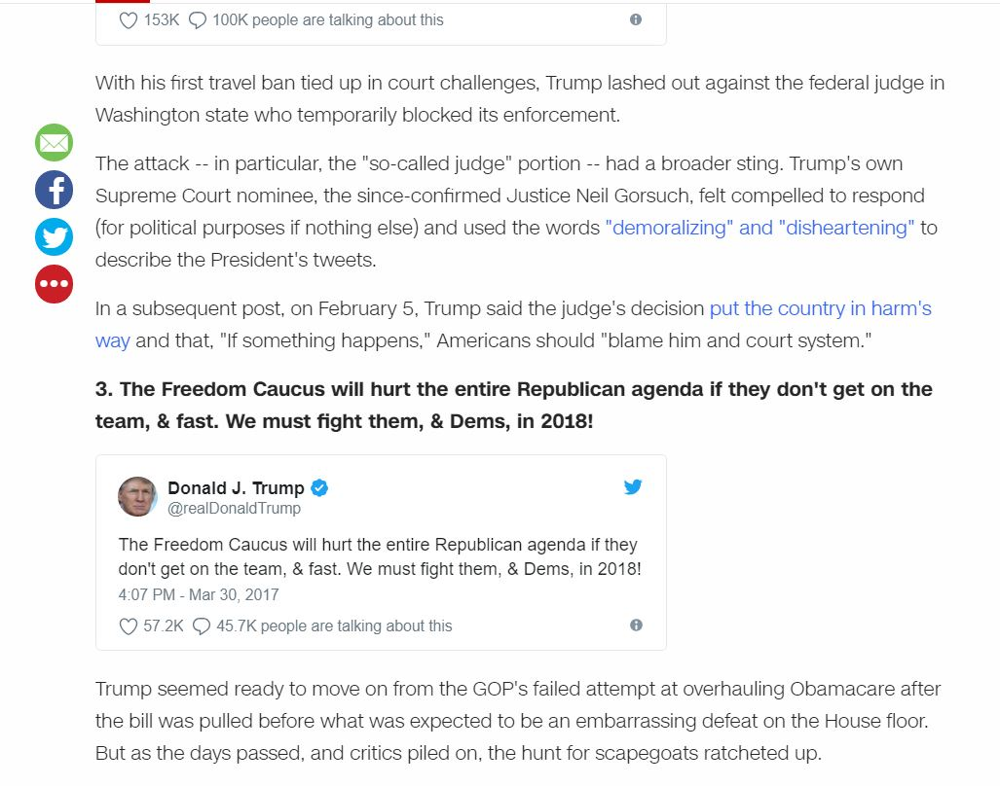 153K 100K people are talking about this
With his first travel ban tied up in court challenges, Trump lashed out against the federal judge in
Washington state who temporarily blocked its enforcement.
The attack -- in particular, the "so-called judge" portion -- had a broader sting. Trump's own
Supreme Court nominee, the since-confirmed Justice Neil Gorsuch, felt compelled to respond
(for political purposes if nothing else) and used the words "demoralizing" and "disheartening" to
describe the President's tweets.
In a subsequent post, on February 5, Trump said the judge's decision put the country in harm's
way and that, "If something happens," Americans should "blame him and court system."
3. The Freedom Caucus will hurt the entire Republican agenda if they don't get on the
team, & fast. We must fight them, & Dems, in 2018!
Donald J. Trump
@realDonaldTrump
The Freedom Caucus will hurt the entire Republican agenda if they
don't get on the team, & fast. We must fight them, & Dems, in 2018!
4:07 PM - Mar 30, 2017
57.2K 45.7K people are talking about this
Trump seemed ready to move on from the GOP's failed attempt at overhauling Obamacare after
the bill was pulled before what was expected to be an embarrassing defeat on the House floor.
But as the days passed, and critics piled on, the hunt for scapegoats ratcheted up.